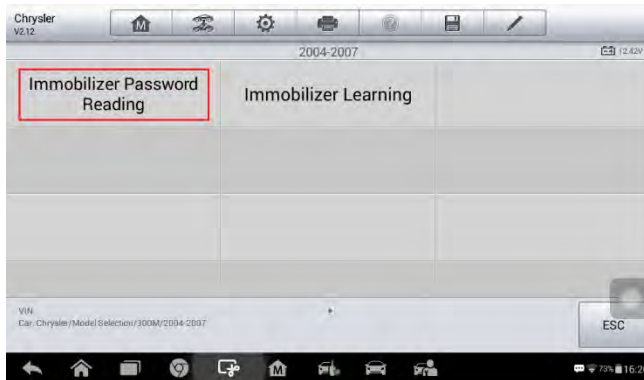 Chrysler
V2.12
2004-2007
12.42V
Immobilizer Password
Reading
Immobilizer Learning
VIN
Car: Chrysler/Model Selection/300M/2004-2007
ESC
73%